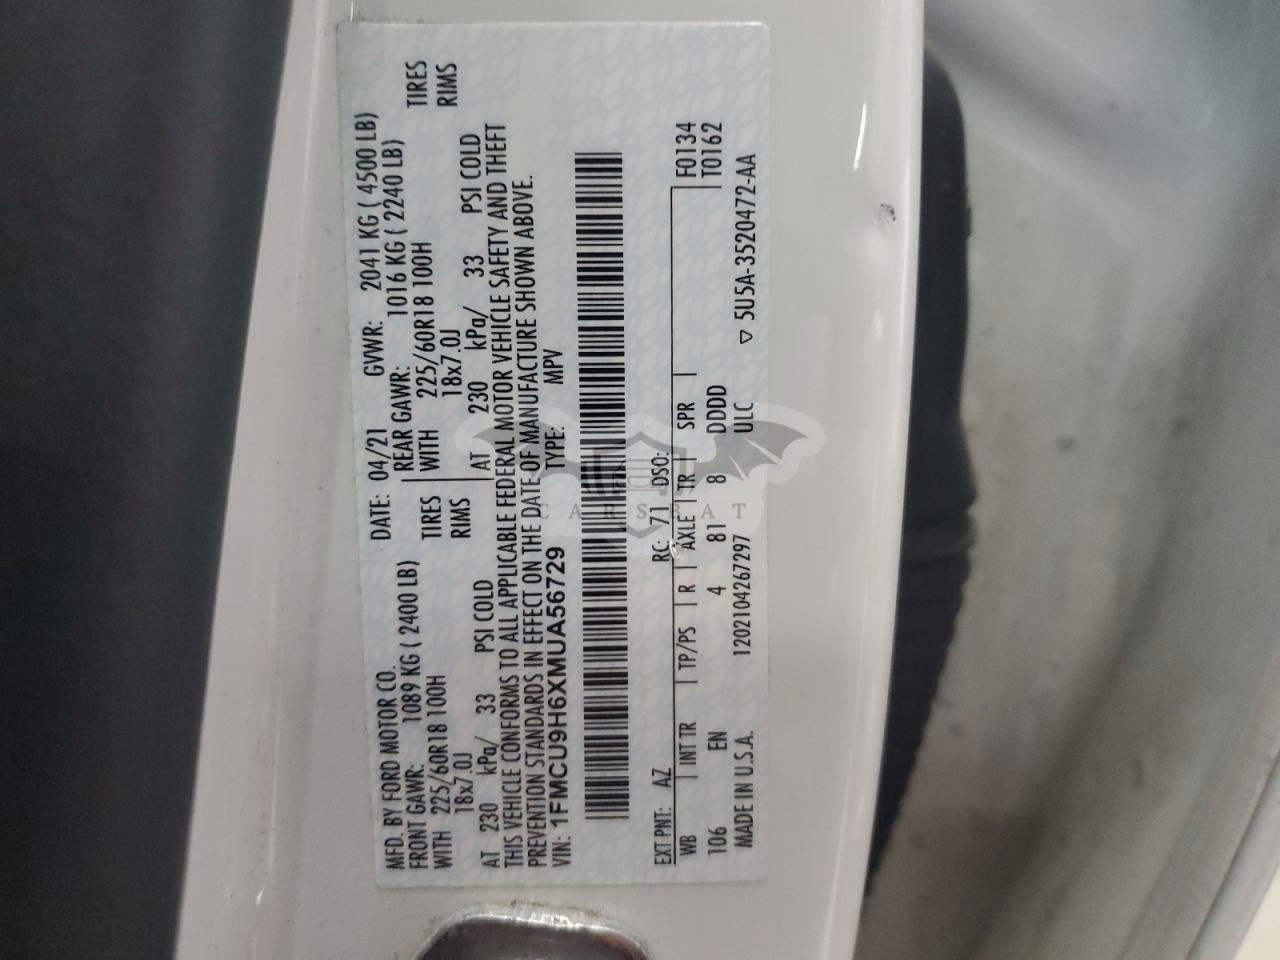 MFD. BY FORD MOTOR CO. DATE: 04/21 GVWR: 2041 KG ( 4500 LB)
FRONT GAWR: 1089 KG ( 2400 LB) REAR GAWR: 1016 KG ( 2240 LB)
WITH 225/60R18 100H TIRES WITH 225/60R18 100H TIRES
18x7.0J RIMS 18x7.0J RIMS
AT 230 kPa/ 33 PSI COLD AT 230 kPa/ 33 PSI COLD
THIS VEHICLE CONFORMS TO ALL APPLICABLE FEDERAL MOTOR VEHICLE SAFETY AND THEFT
PREVENTION STANDARDS IN EFFECT ON THE DATE OF MANUFACTURE SHOWN ABOVE.
VIN: 1FMCU9H6XMUA56729 TYPE: MPV
EXT PNT: AZ RC: 71 DSO: F0134
WB INT TR TP/PS R AXLE TR SPR T0162
106 EN 4 81 8 DDDD
MADE IN U.S.A. 1202104267297 ULC ▽ 5U5A-3520472-AA
CARSBAT